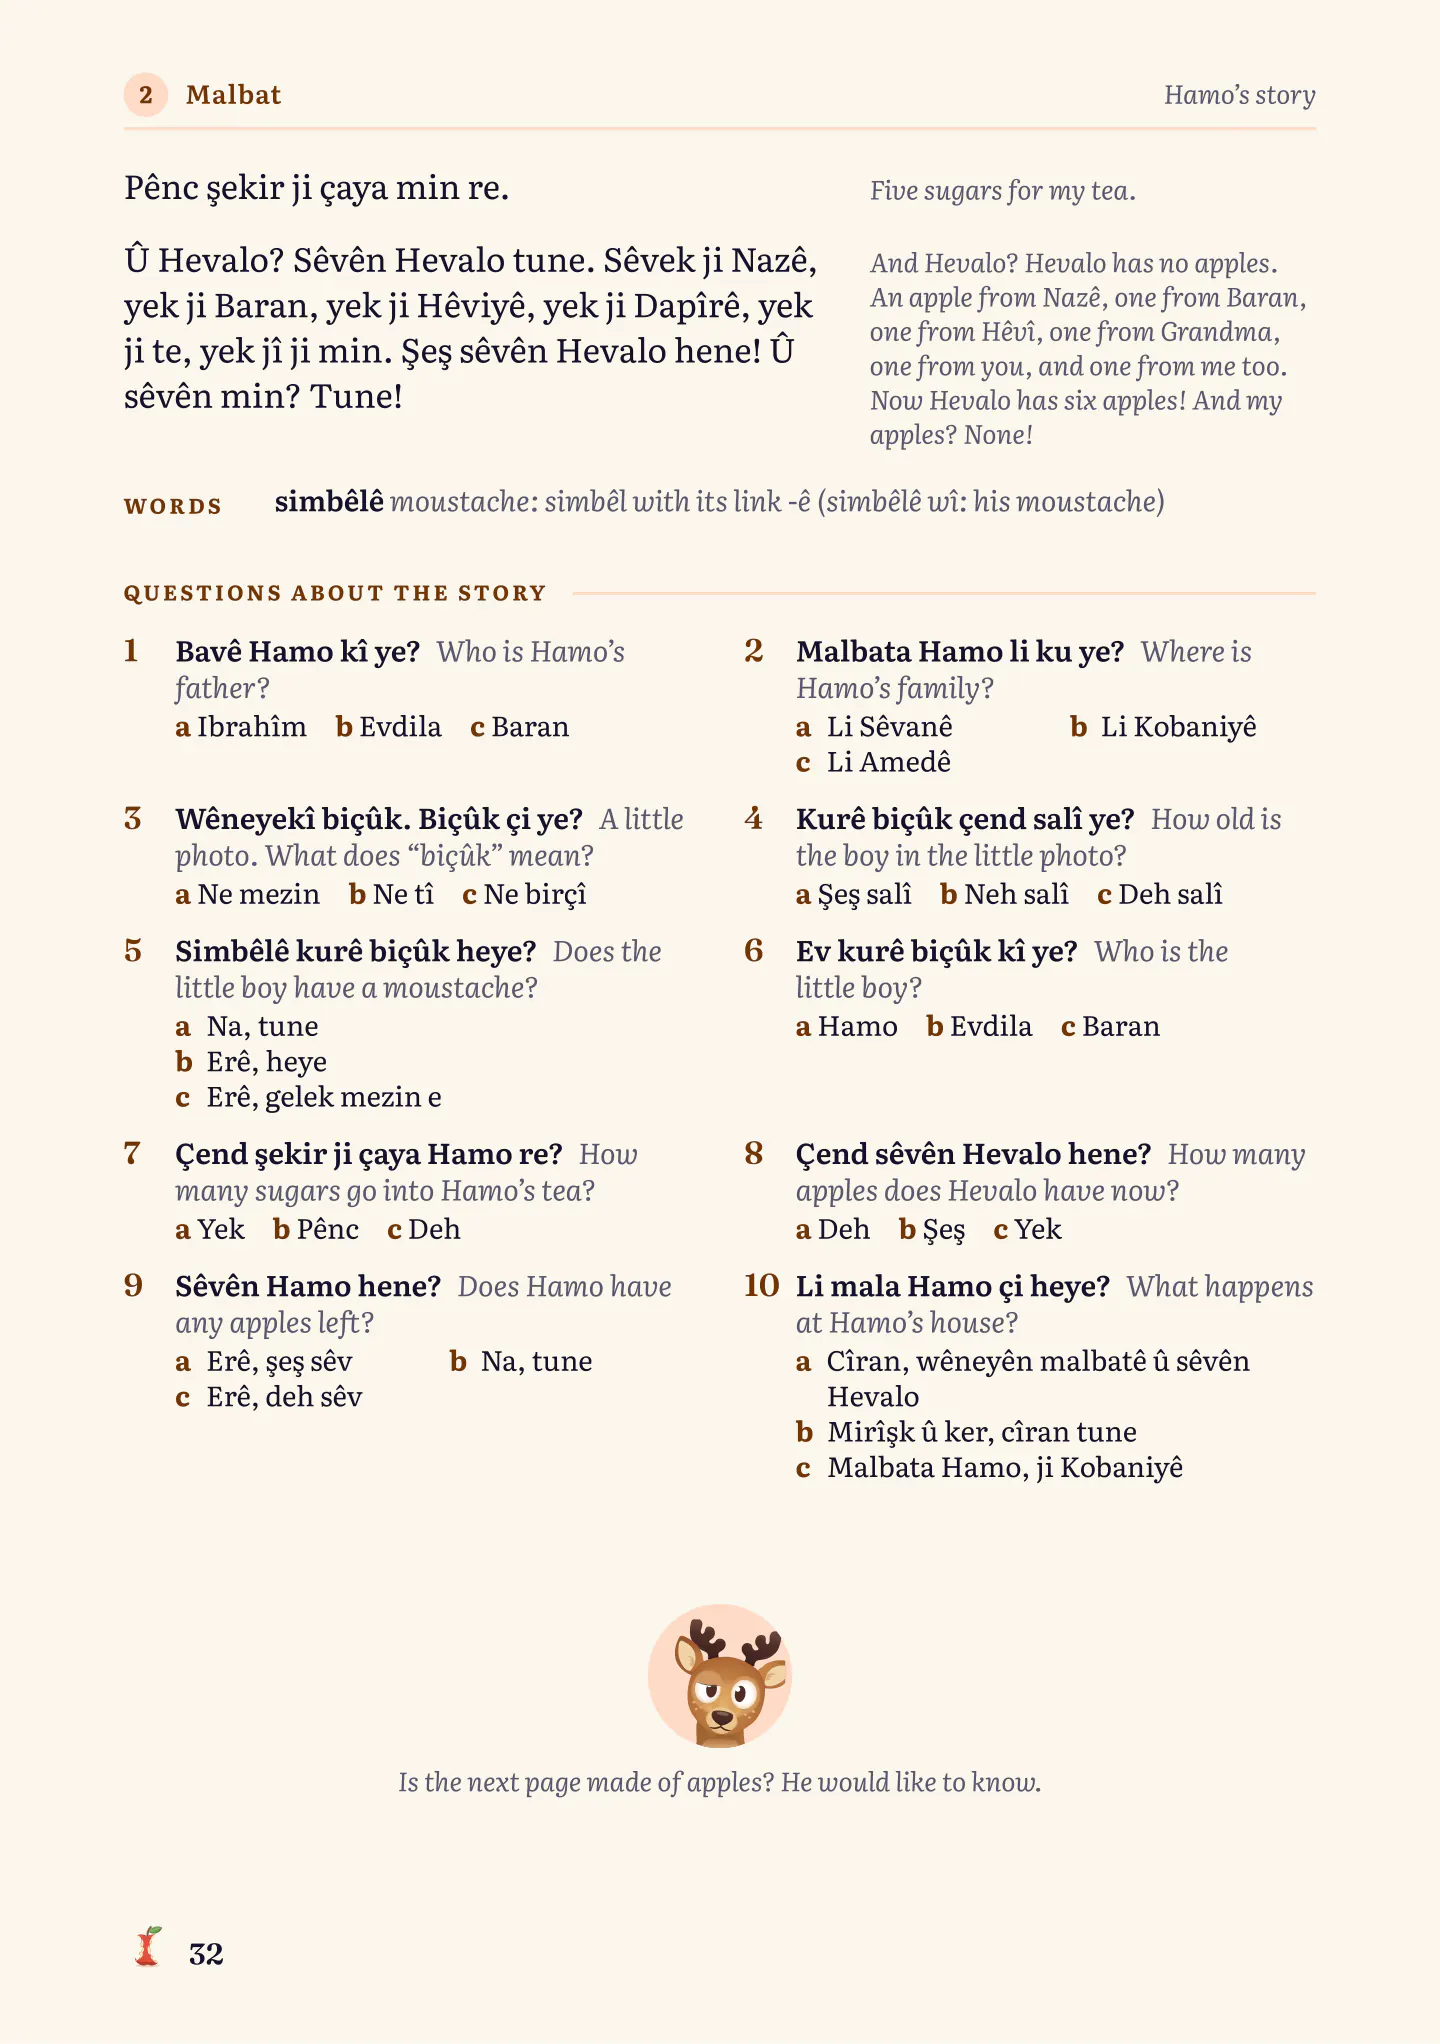 2 Malbat
Hamo’s story
Pênc şekir ji çaya min re.
Five sugars for my tea.
Û Hevalo? Sêvên Hevalo tune. Sêvek ji Nazê,
yek ji Baran, yek ji Hêviyê, yek ji Dapîrê, yek
ji te, yek jî ji min. Şeş sêvên Hevalo hene! Û
sêvên min? Tune!
And Hevalo? Hevalo has no apples.
An apple from Nazê, one from Baran,
one from Hêvî, one from Grandma,
one from you, and one from me too.
Now Hevalo has six apples! And my
apples? None!
WORDS simbêlê moustache: simbêl with its link -ê (simbêlê wî: his moustache)
QUESTIONS ABOUT THE STORY
1 Bavê Hamo kî ye? Who is Hamo’s
father?
a Ibrahîm b Evdila c Baran
2 Malbata Hamo li ku ye? Where is
Hamo’s family?
a Li Sêvanê b Li Kobaniyê
c Li Amedê
3 Wêneyekî biçûk. Biçûk çi ye? A little
photo. What does “biçûk” mean?
a Ne mezin b Ne tî c Ne birçî
4 Kurê biçûk çend salî ye? How old is
the boy in the little photo?
a Şeş salî b Neh salî c Deh salî
5 Simbêlê kurê biçûk heye? Does the
little boy have a moustache?
a Na, tune
b Erê, heye
c Erê, gelek mezin e
6 Ev kurê biçûk kî ye? Who is the
little boy?
a Hamo b Evdila c Baran
7 Çend şekir ji çaya Hamo re? How
many sugars go into Hamo’s tea?
a Yek b Pênc c Deh
8 Çend sêvên Hevalo hene? How many
apples does Hevalo have now?
a Deh b Şeş c Yek
9 Sêvên Hamo hene? Does Hamo have
any apples left?
a Erê, şeş sêv b Na, tune
c Erê, deh sêv
10 Li mala Hamo çi heye? What happens
at Hamo’s house?
a Cîran, wêneyên malbatê û sêvên
Hevalo
b Mirîşk û ker, cîran tune
c Malbata Hamo, ji Kobaniyê
Is the next page made of apples? He would like to know.
32